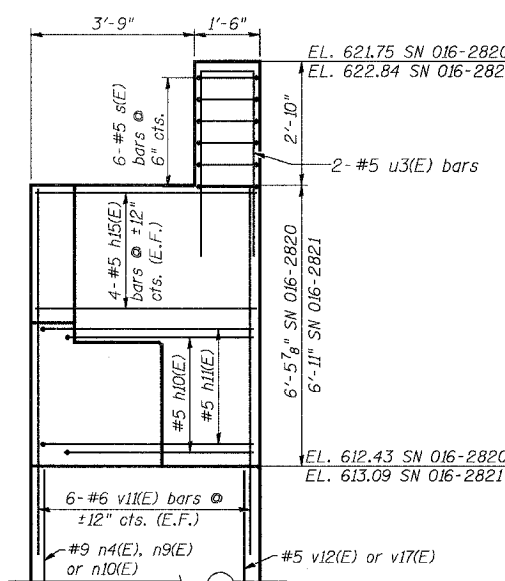 3'-9"
1'-6"
EL. 621.75 SN 016-2820
EL. 622.84 SN 016-282
6-#5 s(E)
bars @
6" cts.
2'-10"
2-#5 u3(E) bars
4-#5 h15(E)
bars @ ±12"
cts. (E.F.)
6'-5⅞" SN 016-2820
6'-11" SN 016-2821
#5 h10(E)
#5 h11(E)
EL. 612.43 SN 016-2820
EL. 613.09 SN 016-2821
6-#6 v11(E) bars @
±12" cts. (E.F.)
#9 n4(E), n9(E)
or n10(E)
#5 v12(E) or v17(E)